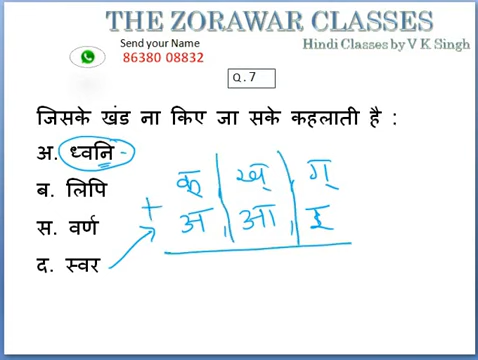 THE ZORAWAR CLASSES
Hindi Classes by V K Singh
Send your Name
86380 08832
Q.7
जिसके खंड ना किए जा सके कहलाती है :
अ. ध्वनि
ब. लिपि
स. वर्ण
द. स्वर
क् ख् ग्
+ अ, आ, इ